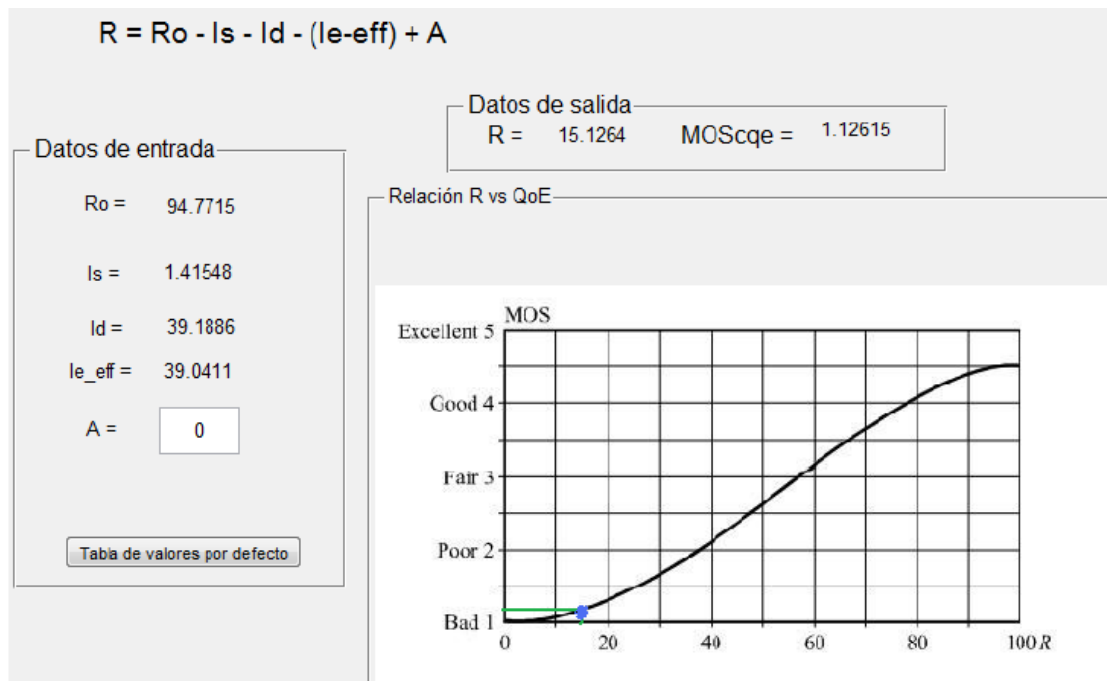 R = Ro - Is - Id - (Ie-eff) + A
Datos de salida
R = 15.1264 MOScqe = 1.12615
Datos de entrada
Ro = 94.7715
Is = 1.41548
Id = 39.1886
Ie_eff = 39.0411
A = 0
Tabla de valores por defecto
Relación R vs QoE
MOS
Excellent 5
Good 4
Fair 3
Poor 2
Bad 1
0 20 40 60 80 100 R